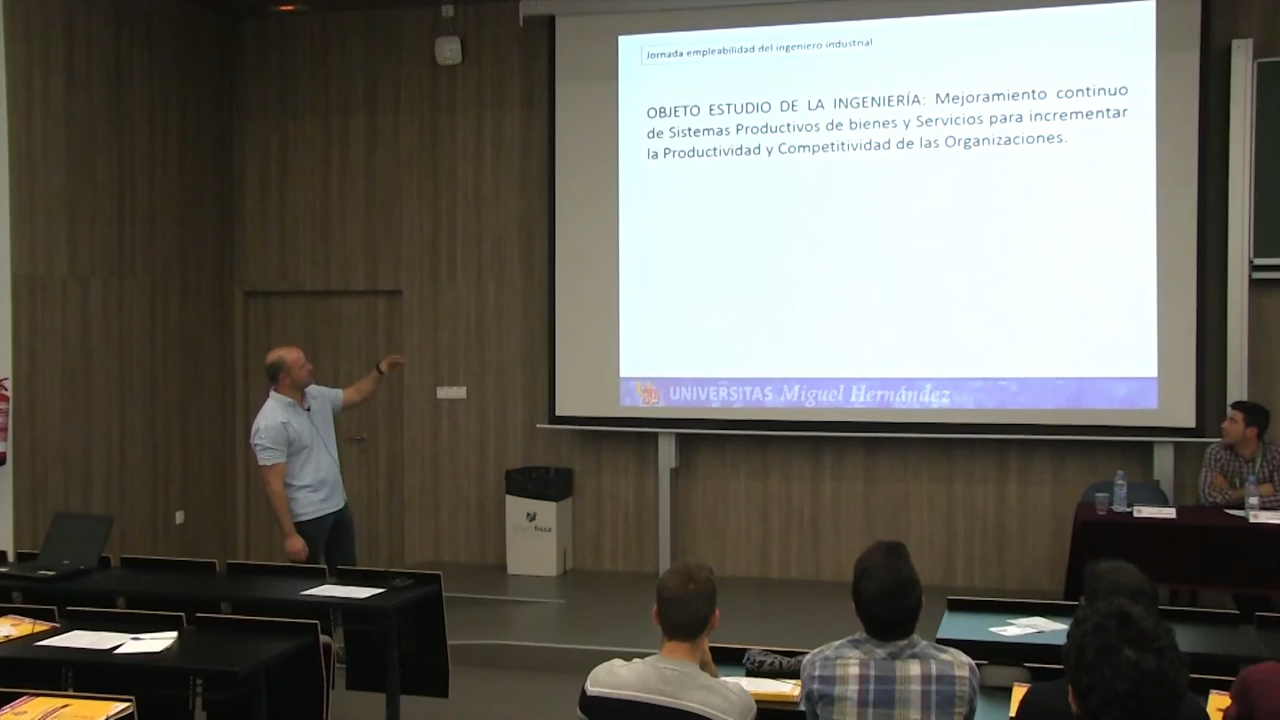 Jornada empleabilidad del ingeniero industrial
OBJETO ESTUDIO DE LA INGENIERÍA: Mejoramiento continuo
de Sistemas Productivos de bienes y Servicios para incrementar
la Productividad y Competitividad de las Organizaciones.
UNIVERSITAS Miguel Hernández